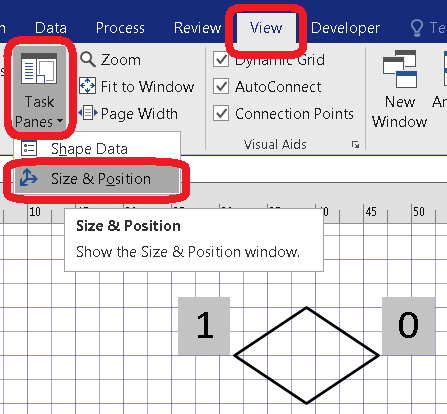 Data Process Review View Developer Te
Task Panes
Zoom
Fit to Window
Page Width
Dynamic Grid
AutoConnect
Connection Points
Visual Aids
New Window
Shape Data
Size & Position
10 45 50
Size & Position
Show the Size & Position window.
1 0